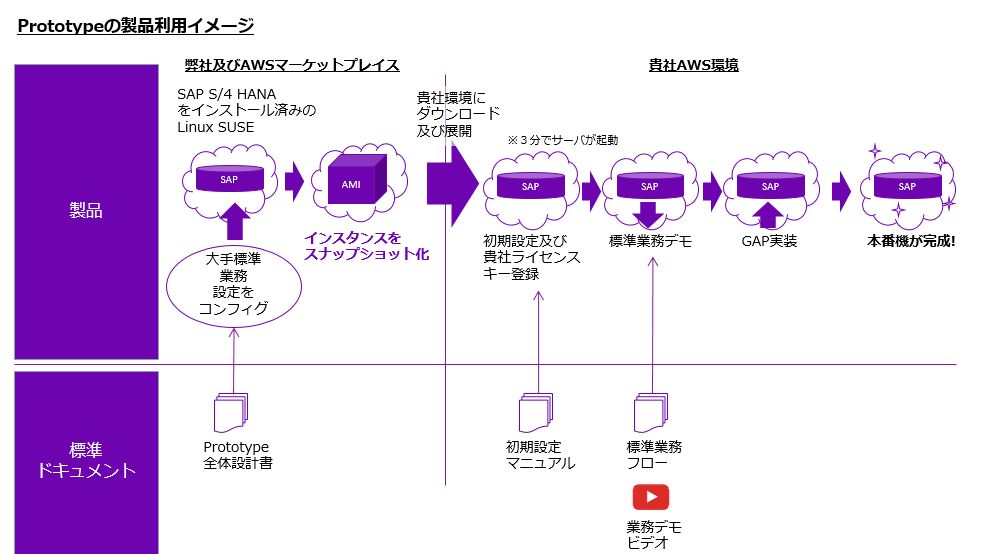 Prototypeの製品利用イメージ
弊社及びAWSマーケットプレイス
貴社AWS環境
SAP S/4 HANA
をインストール済みの
Linux SUSE
貴社環境に
ダウンロード
及び展開
※３分でサーバが起動
製品
SAP
AMI
SAP
SAP
SAP
SAP
インスタンスを
スナップショット化
初期設定及び
貴社ライセンス
キー登録
標準業務デモ
GAP実装
本番機が完成!
大手標準
業務
設定を
コンフィグ
標準
ドキュメント
Prototype
全体設計書
初期設定
マニュアル
標準業務
フロー
業務デモ
ビデオ